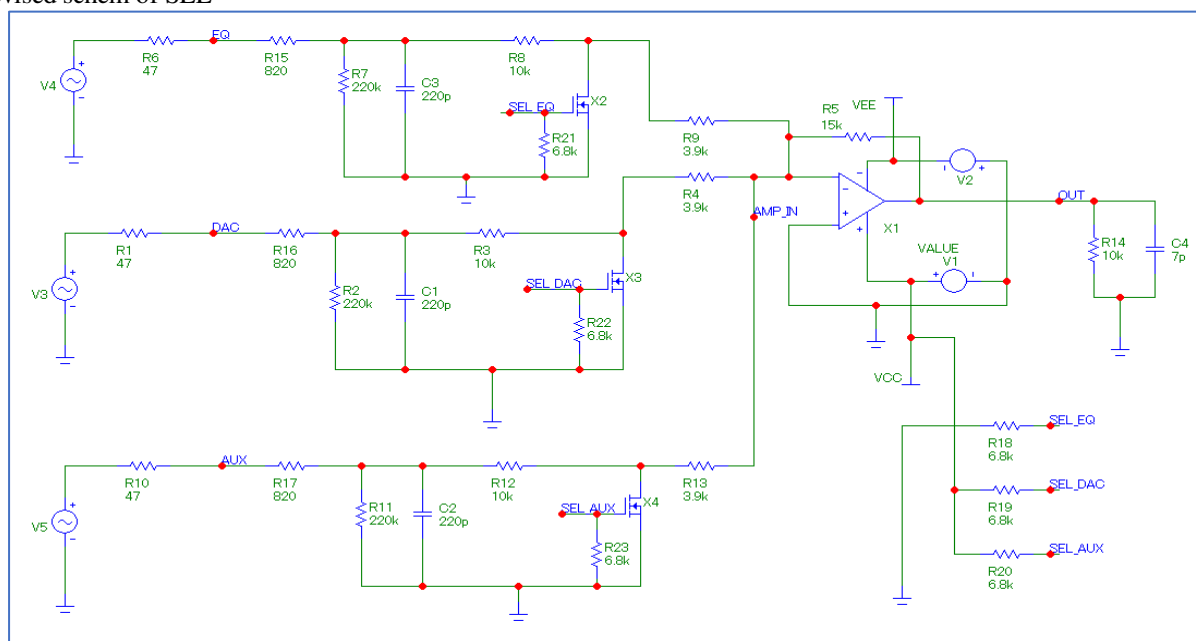 EQ
R6
47
R15
820
R8
10k
V4
R7
220k
C3
220p
SEL_EQ
X2
R21
6.8k
R9
3.9k
R5
15k
VEE
V2
R4
3.9k
AMP_IN
X1
OUT
R14
10k
C4
7p
VALUE
V1
VCC
DAC
R1
47
R16
820
R3
10k
V3
R2
220k
C1
220p
SEL_DAC
X3
R22
6.8k
AUX
R10
47
R17
820
R12
10k
R13
3.9k
V5
R11
220k
C2
220p
SEL_AUX
X4
R23
6.8k
SEL_EQ
R18
6.8k
SEL_DAC
R19
6.8k
SEL_AUX
R20
6.8k